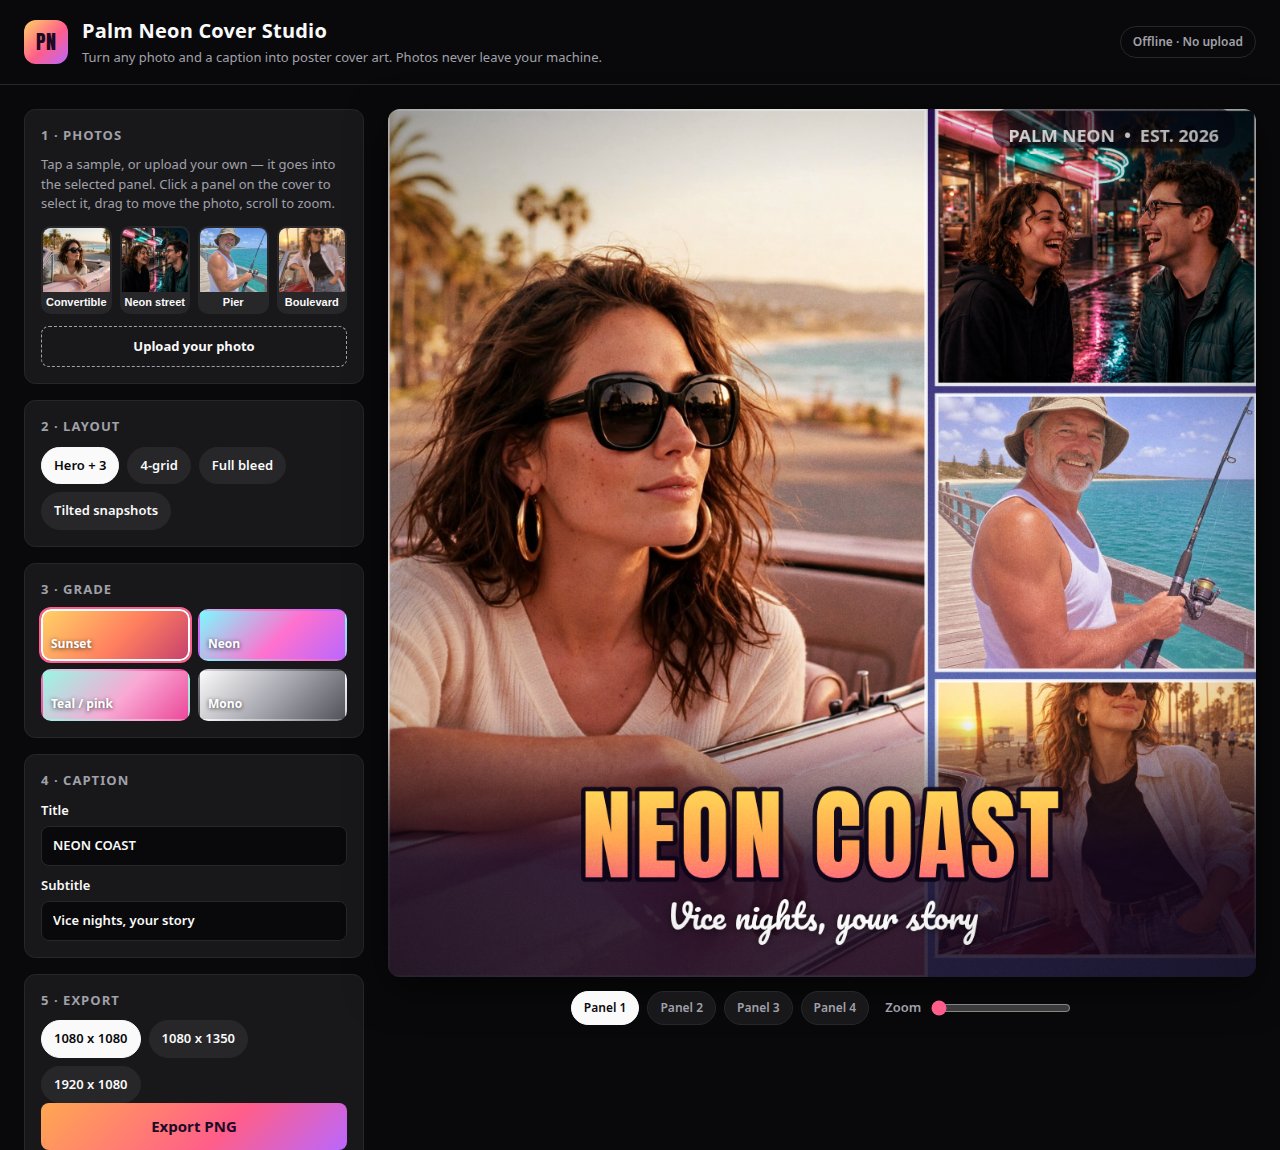 PN
Palm Neon Cover Studio
Turn any photo and a caption into poster cover art. Photos never leave your machine.
Offline · No upload
1 · PHOTOS
Tap a sample, or upload your own — it goes into
the selected panel. Click a panel on the cover to
select it, drag to move the photo, scroll to zoom.
Convertible
Neon street
Pier
Boulevard
Upload your photo
2 · LAYOUT
Hero + 3
4-grid
Full bleed
Tilted snapshots
3 · GRADE
Sunset
Neon
Teal / pink
Mono
4 · CAPTION
Title
NEON COAST
Subtitle
Vice nights, your story
5 · EXPORT
1080 x 1080
1080 x 1350
1920 x 1080
Export PNG
PALM NEON • EST. 2026
NEON COAST
Vice nights, your story
Panel 1
Panel 2
Panel 3
Panel 4
Zoom